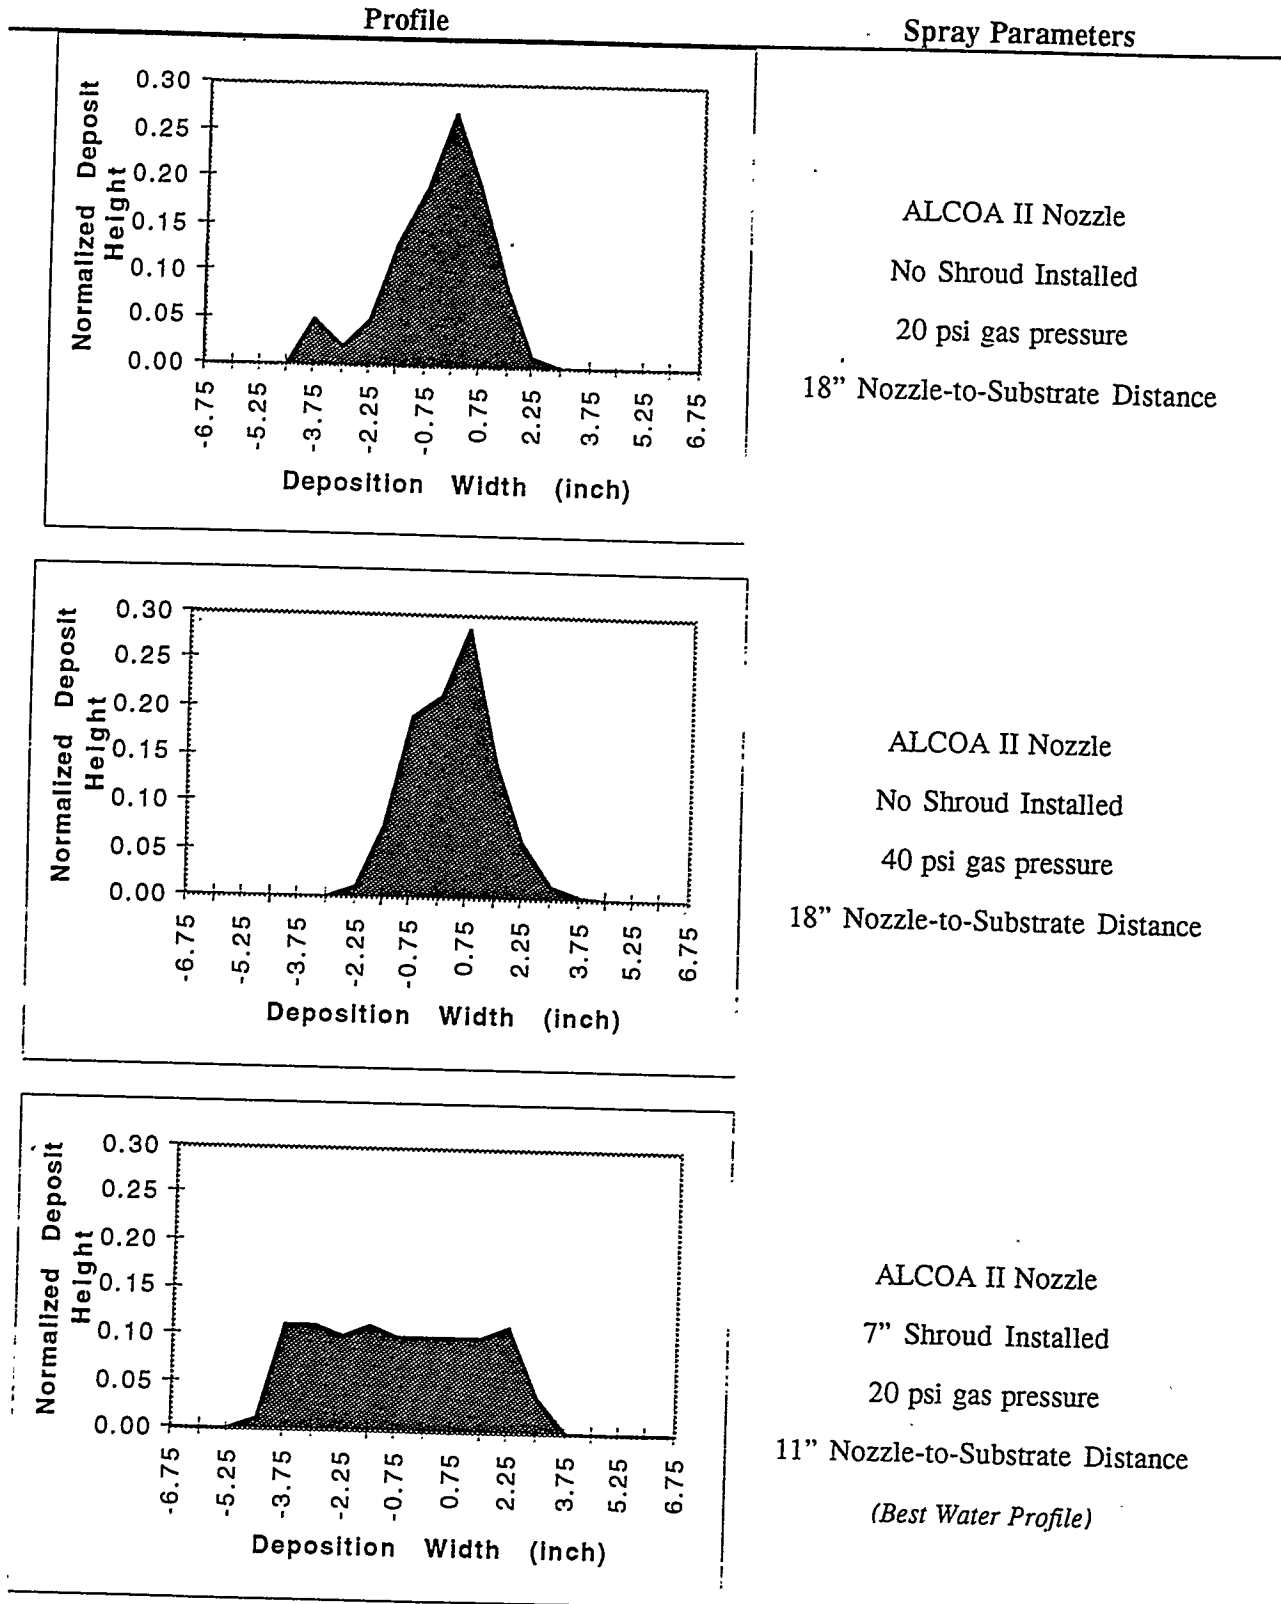 Profile
Spray Parameters
Normalized Deposit
Height
0.30
0.25
0.20
0.15
0.10
0.05
0.00
-6.75
-5.25
-3.75
-2.25
-0.75
0.75
2.25
3.75
5.25
6.75
Deposition Width (inch)
ALCOA II Nozzle
No Shroud Installed
20 psi gas pressure
18” Nozzle-to-Substrate Distance
Normalized Deposit
Height
0.30
0.25
0.20
0.15
0.10
0.05
0.00
-6.75
-5.25
-3.75
-2.25
-0.75
0.75
2.25
3.75
5.25
6.75
Deposition Width (inch)
ALCOA II Nozzle
No Shroud Installed
40 psi gas pressure
18” Nozzle-to-Substrate Distance
Normalized Deposit
Height
0.30
0.25
0.20
0.15
0.10
0.05
0.00
-6.75
-5.25
-3.75
-2.25
-0.75
0.75
2.25
3.75
5.25
6.75
Deposition Width (inch)
ALCOA II Nozzle
7” Shroud Installed
20 psi gas pressure
11” Nozzle-to-Substrate Distance
(Best Water Profile)